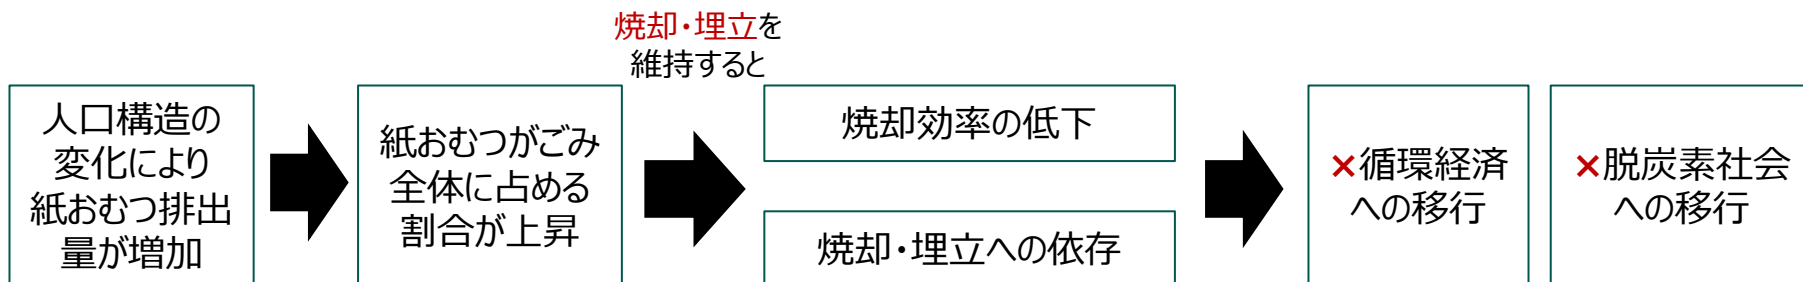 焼却・埋立を
維持すると
人口構造の
変化により
紙おむつ排出
量が増加
紙おむつがごみ
全体に占める
割合が上昇
焼却効率の低下
焼却・埋立への依存
×循環経済
への移行
×脱炭素社会
への移行